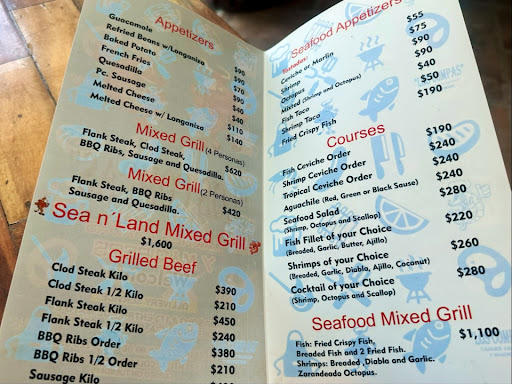 Appetizers
Guacamole $90
Refried Beans w/Longaniza $90
Baked Potato $70
French Fries
Quesadilla
Pc. Sausage $40
Melted Cheese $110
Melted Cheese w/ Longaniza $140
Mixed Grill (4 Personas)
Flank Steak, Clod Steak, $620
BBQ Ribs, Sausage and Quesadilla.
Mixed Grill (2 Personas)
Flank Steak, BBQ Ribs $420
Sausage and Quesadilla.
Sea n´Land Mixed Grill
$1,600
Grilled Beef
Clod Steak Kilo $390
Clod Steak 1/2 Kilo $210
Flank Steak Kilo $450
Flank Steak 1/2 Kilo $240
BBQ Ribs Order $380
BBQ Ribs 1/2 Order $210
Sausage Kilo
Seafood Appetizers
Tostadas:
Ceviche or Marlin $55
Shrimp $75
Octopus $90
Mixed (Shrimp and Octopus) $90
Fish Taco $40
Shrimp Taco $50
Fried Crispy Fish $190
Courses
Fish Ceviche Order $190
Shrimp Ceviche Order $240
Tropical Ceviche Order $240
Aguachile (Red, Green or Black Sause) $240
Seafood Salad $280
(Shrimp, Octopus and Scallop)
Fish Fillet of your Choice $220
(Breaded, Garlic, Butter, Ajillo)
Shrimps of your Choice $260
(Breaded, Garlic, Diabla, Ajillo, Coconut)
Cocktail of your Choice $280
(Shrimp, Octopus and Scallop)
Seafood Mixed Grill
Fish: Fried Crispy Fish, $1,100
Breaded Fish and 2 Fried Fish.
Shrimps: Breaded ,Diabla and Garlic.
Zarandeado Octopus.